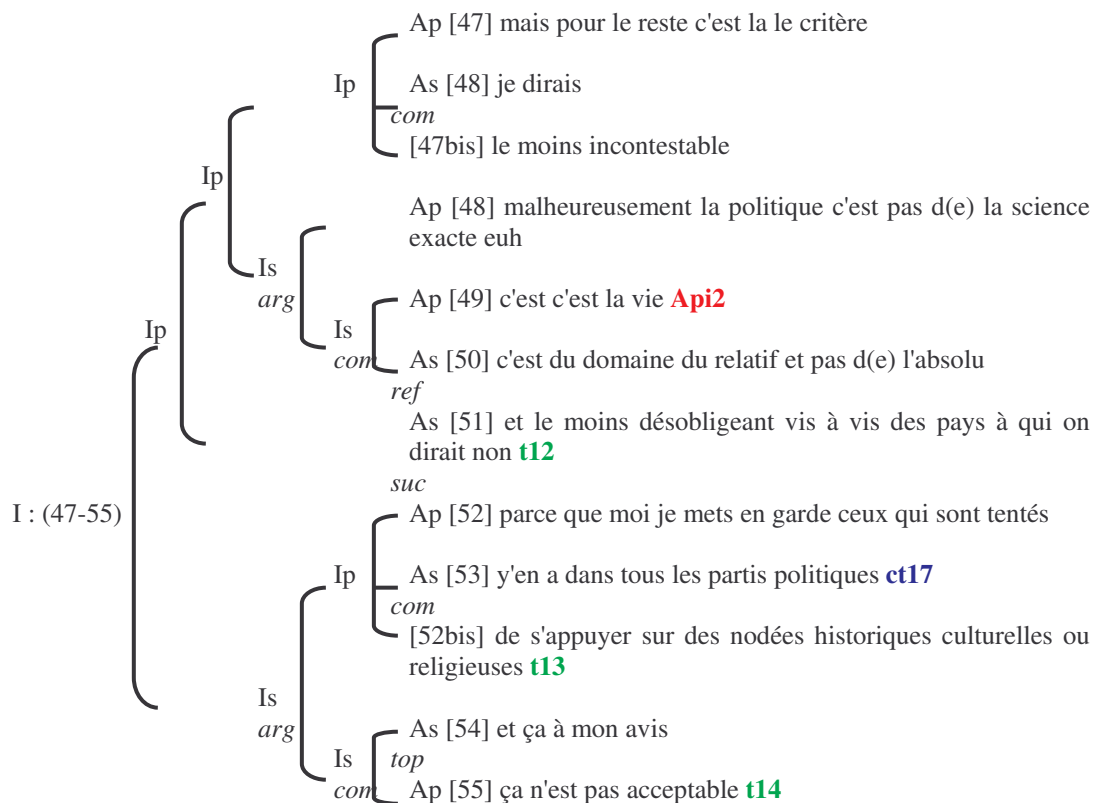 Ap [47] mais pour le reste c'est la le critère
Ip
As [48] je dirais
com
[47bis] le moins incontestable
Ip
Ap [48] malheureusement la politique c'est pas d(e) la science
exacte euh
Is
arg
Ap [49] c'est c'est la vie Api2
Ip
Is
com
As [50] c'est du domaine du relatif et pas d(e) l'absolu
ref
As [51] et le moins désobligeant vis à vis des pays à qui on
dirait non t12
suc
I : (47-55)
Ap [52] parce que moi je mets en garde ceux qui sont tentés
Ip
As [53] y'en a dans tous les partis politiques ct17
com
[52bis] de s'appuyer sur des nodées historiques culturelles ou
religieuses t13
Is
arg
As [54] et ça à mon avis
Is
top
com
Ap [55] ça n'est pas acceptable t14